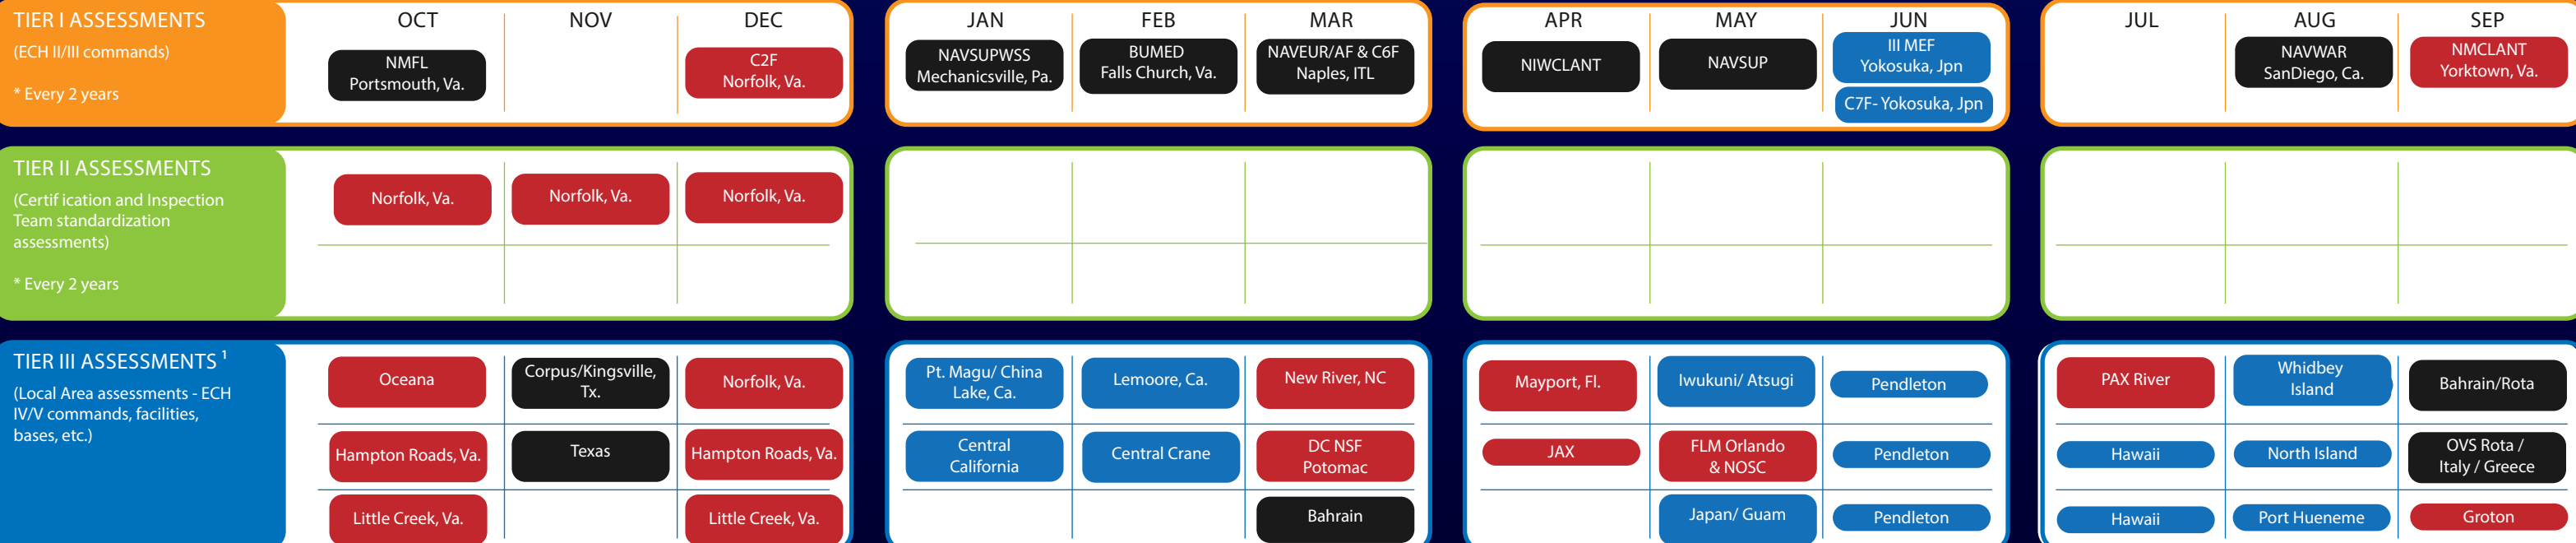 TIER I ASSESSMENTS
(ECH II/III commands)
* Every 2 years
OCT
NMFL
Portsmouth, Va.
NOV
DEC
C2F
Norfolk, Va.
JAN
NAVSUPWSS
Mechanicsville, Pa.
FEB
BUMED
Falls Church, Va.
MAR
NAVEUR/AF & C6F
Naples, ITL
APR
NIWCLANT
MAY
NAVSUP
JUN
III MEF
Yokosuka, Jpn
C7F- Yokosuka, Jpn
JUL
AUG
NAVWAR
SanDiego, Ca.
SEP
NMCLANT
Yorktown, Va.
TIER II ASSESSMENTS
(Certif ication and Inspection
Team standardization
assessments)
* Every 2 years
Norfolk, Va.
Norfolk, Va.
Norfolk, Va.
TIER III ASSESSMENTS 1
(Local Area assessments - ECH
IV/V commands, facilities,
bases, etc.)
Oceana
Corpus/Kingsville,
Tx.
Norfolk, Va.
Pt. Magu/ China
Lake, Ca.
Lemoore, Ca.
New River, NC
Mayport, Fl.
Iwukuni/ Atsugi
Pendleton
PAX River
Whidbey
Island
Bahrain/Rota
Hampton Roads, Va.
Texas
Hampton Roads, Va.
Central
California
Central Crane
DC NSF
Potomac
JAX
FLM Orlando
& NOSC
Pendleton
Hawaii
North Island
OVS Rota /
Italy / Greece
Little Creek, Va.
Little Creek, Va.
Bahrain
Japan/ Guam
Pendleton
Hawaii
Port Hueneme
Groton